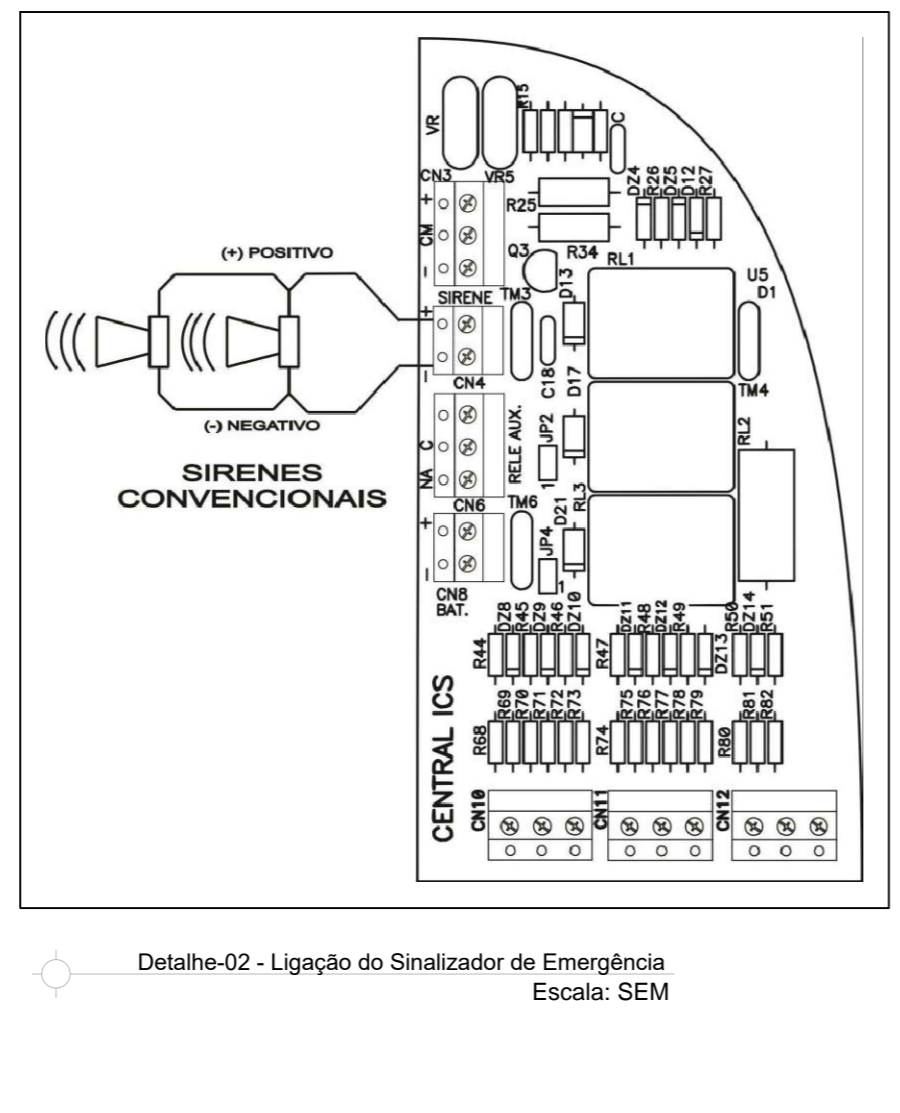 VR
VR5
R15
C
CN3
+
CM
-
R25
R34
DZ4
R26
DZ5
D12
R27
Q3
RL1
D13
U5
D1
(+) POSITIVO
SIRENE
+
-
TM3
C18
D17
TM4
CN4
(-) NEGATIVO
SIRENES
CONVENCIONAIS
C
NA
RELE AUX.
JP2
1
RL2
CN6
TM6
D21
RL3
+
-
JP4
1
CN8
BAT.
R44
DZ8
R45
DZ9
R46
DZ10
R47
DZ11
R48
DZ12
R49
DZ13
R50
DZ14
R51
CENTRAL ICS
R68
R69
R70
R71
R72
R73
R74
R75
R76
R77
R78
R79
R80
R81
R82
CN10
CN11
CN12
Detalhe-02 - Ligação do Sinalizador de Emergência
Escala: SEM